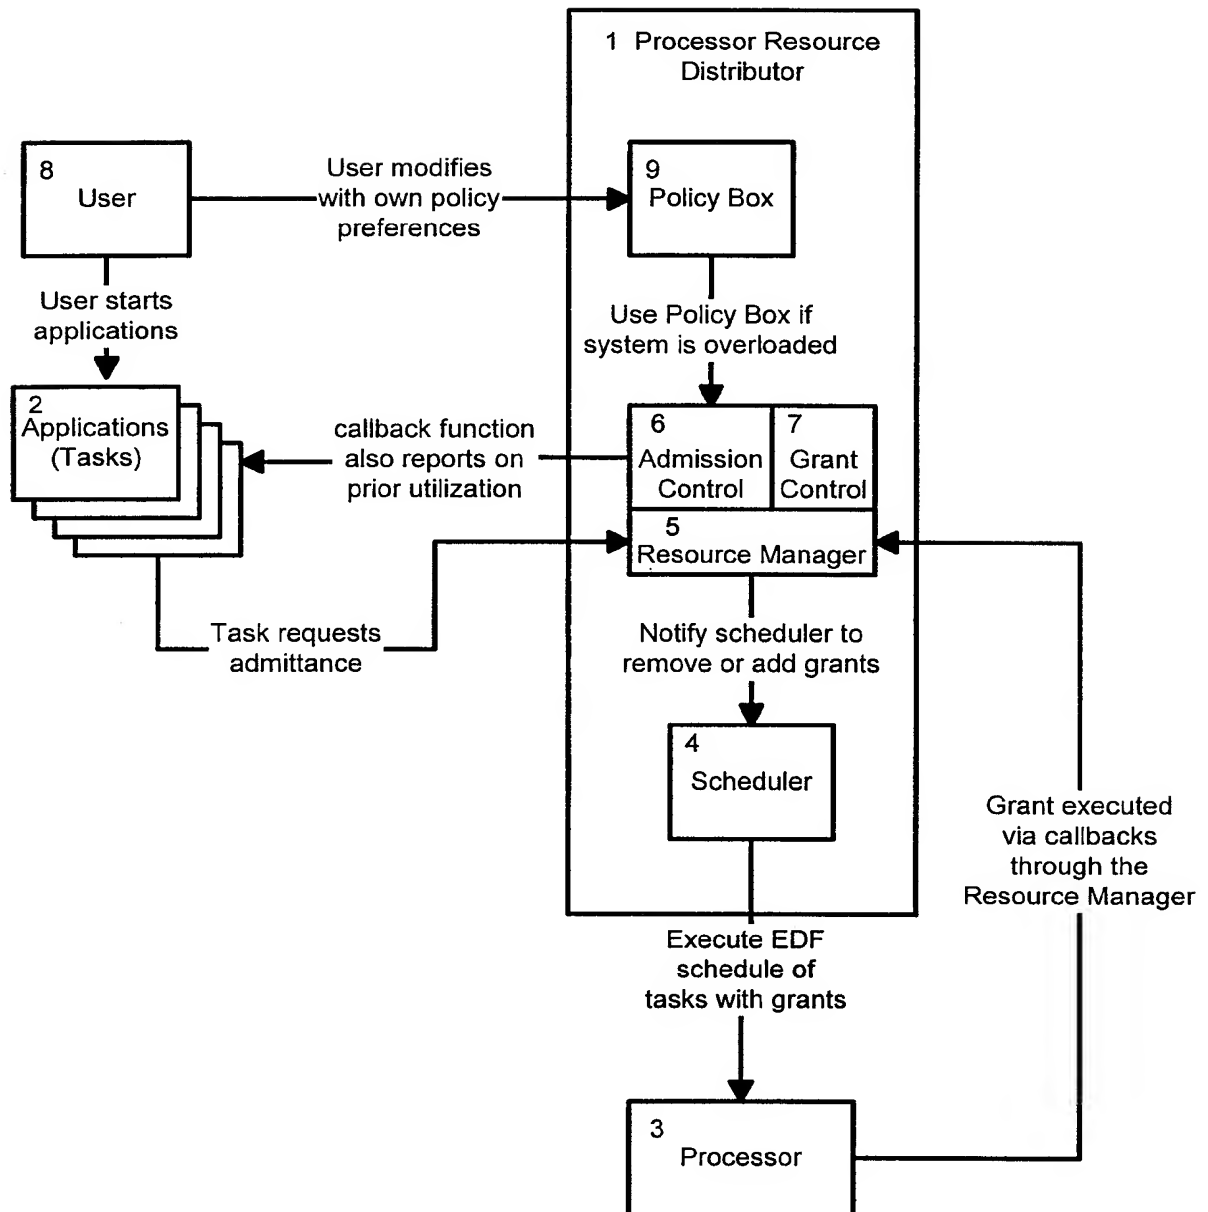 1 Processor Resource
Distributor
8
User
User modifies
with own policy
preferences
9
Policy Box
User starts
applications
Use Policy Box if
system is overloaded
2
Applications
(Tasks)
callback function
also reports on
prior utilization
6
Admission
Control
7
Grant
Control
5
Resource Manager
Task requests
admittance
Notify scheduler to
remove or add grants
4
Scheduler
Grant executed
via callbacks
through the
Resource Manager
Execute EDF
schedule of
tasks with grants
3
Processor